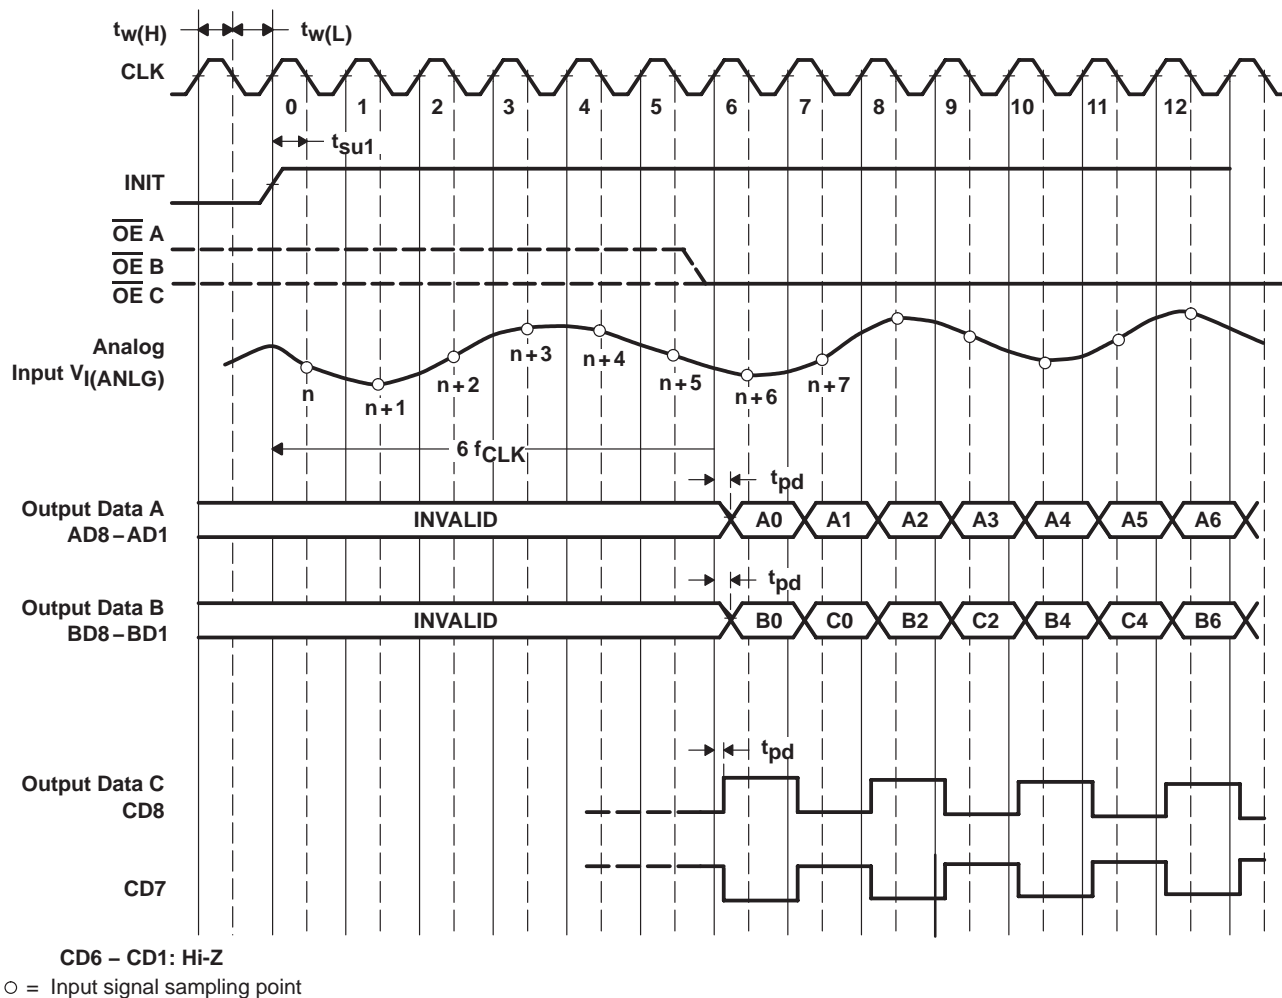 tw(H) tw(L)
CLK
0 1 2 3 4 5 6 7 8 9 10 11 12
tsu1
INIT
OE A
OE B
OE C
Analog
Input VI(ANLG)
n n+1 n+2 n+3 n+4 n+5 n+6 n+7
6 fCLK
tpd
Output Data A
AD8–AD1
INVALID A0 A1 A2 A3 A4 A5 A6
tpd
Output Data B
BD8–BD1
INVALID B0 C0 B2 C2 B4 C4 B6
tpd
Output Data C
CD8
CD7
CD6 – CD1: Hi-Z
○ = Input signal sampling point